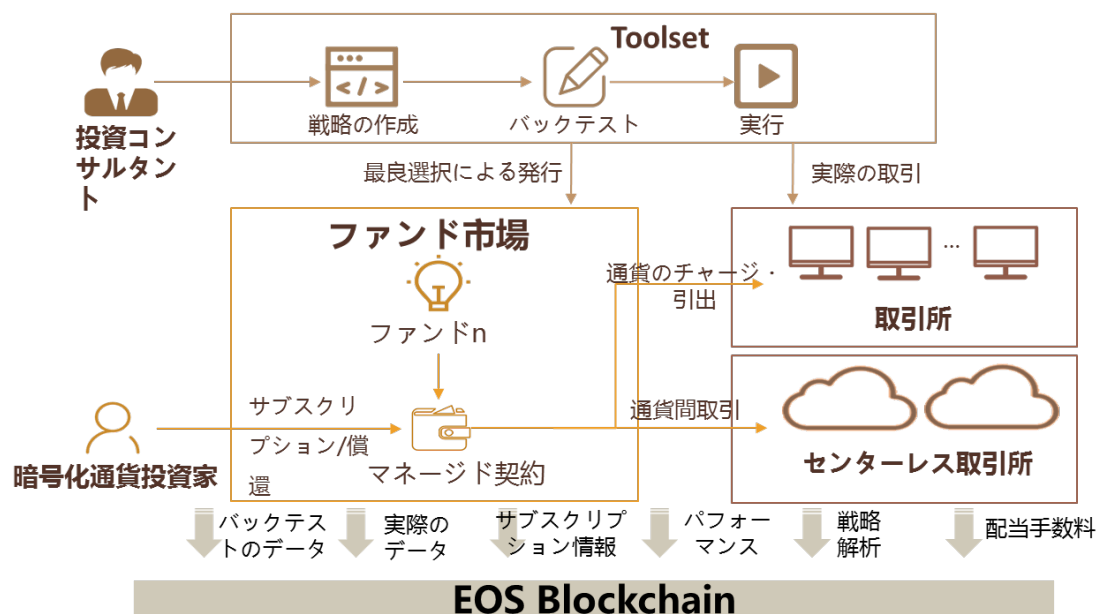 Toolset
</>
戦略の作成
バックテスト
実行
投資コン
サルタン
ト
最良選択による発行
実際の取引
ファンド市場
ファンドn
通貨のチャージ・
引出
...
取引所
サブスクリ
プション/償
還
マネージド契約
通貨間取引
センターレス取引所
暗号化通貨投資家
バックテス
トのデータ
実際の
データ
サブスクリプ
ション情報
パフォー
マンス
戦略
解析
配当手数料
EOS Blockchain